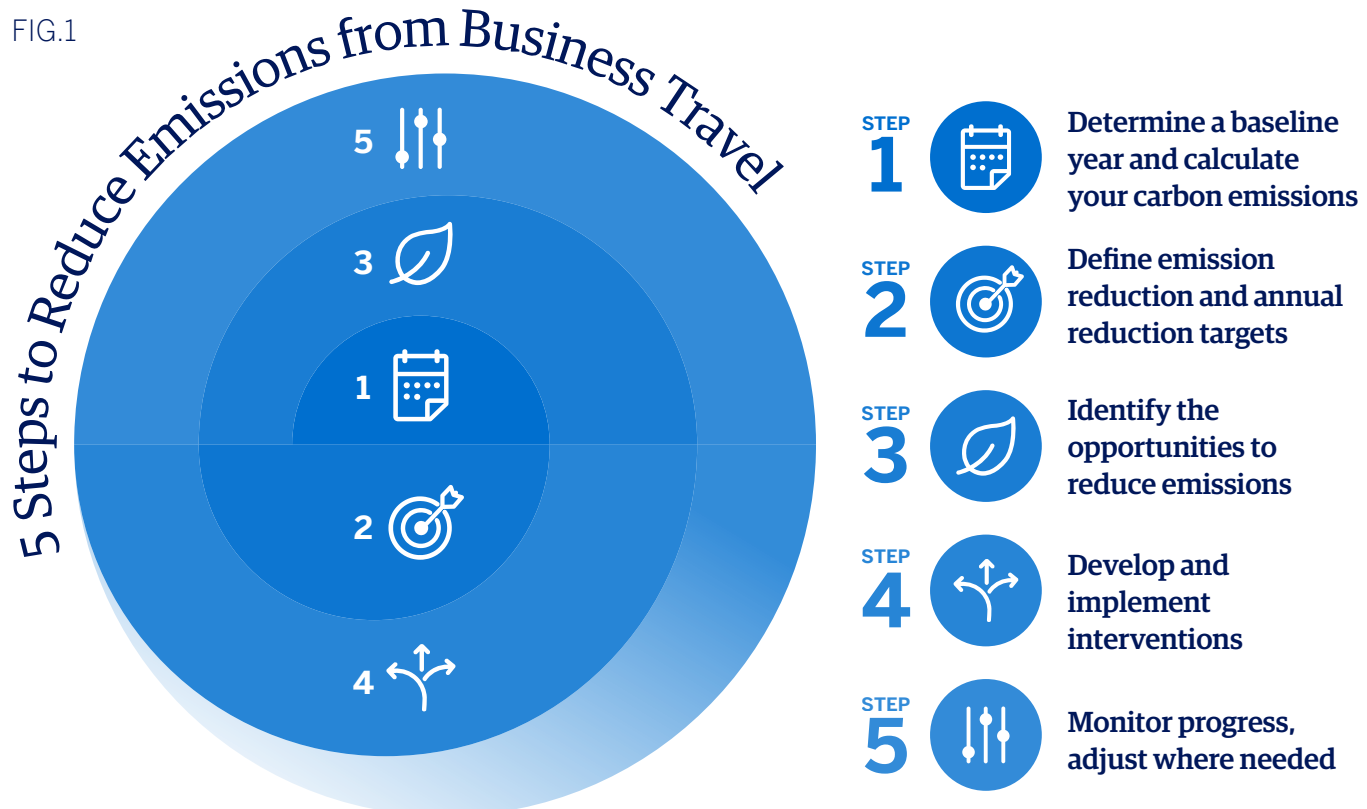 FIG.1
5 Steps to Reduce Emissions from Business Travel
5
3
1
2
4
STEP
1
Determine a baseline
year and calculate
your carbon emissions
STEP
2
Define emission
reduction and annual
reduction targets
STEP
3
Identify the
opportunities to
reduce emissions
STEP
4
Develop and
implement
interventions
STEP
5
Monitor progress,
adjust where needed